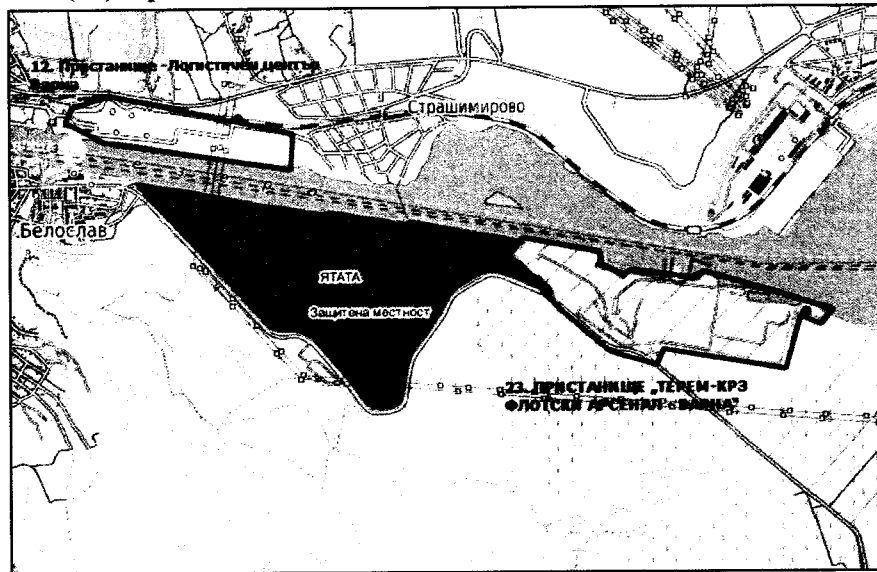 12. Пристанище -Логистичен център
Варна
Страшимирово
Белослав
ЯТАТА
Защитена местност
23. ПРИСТАНИЩЕ „ТЕРЕМ-КРЗ
ФЛОТСКИ АРСЕНАЛ -ВАРНА"